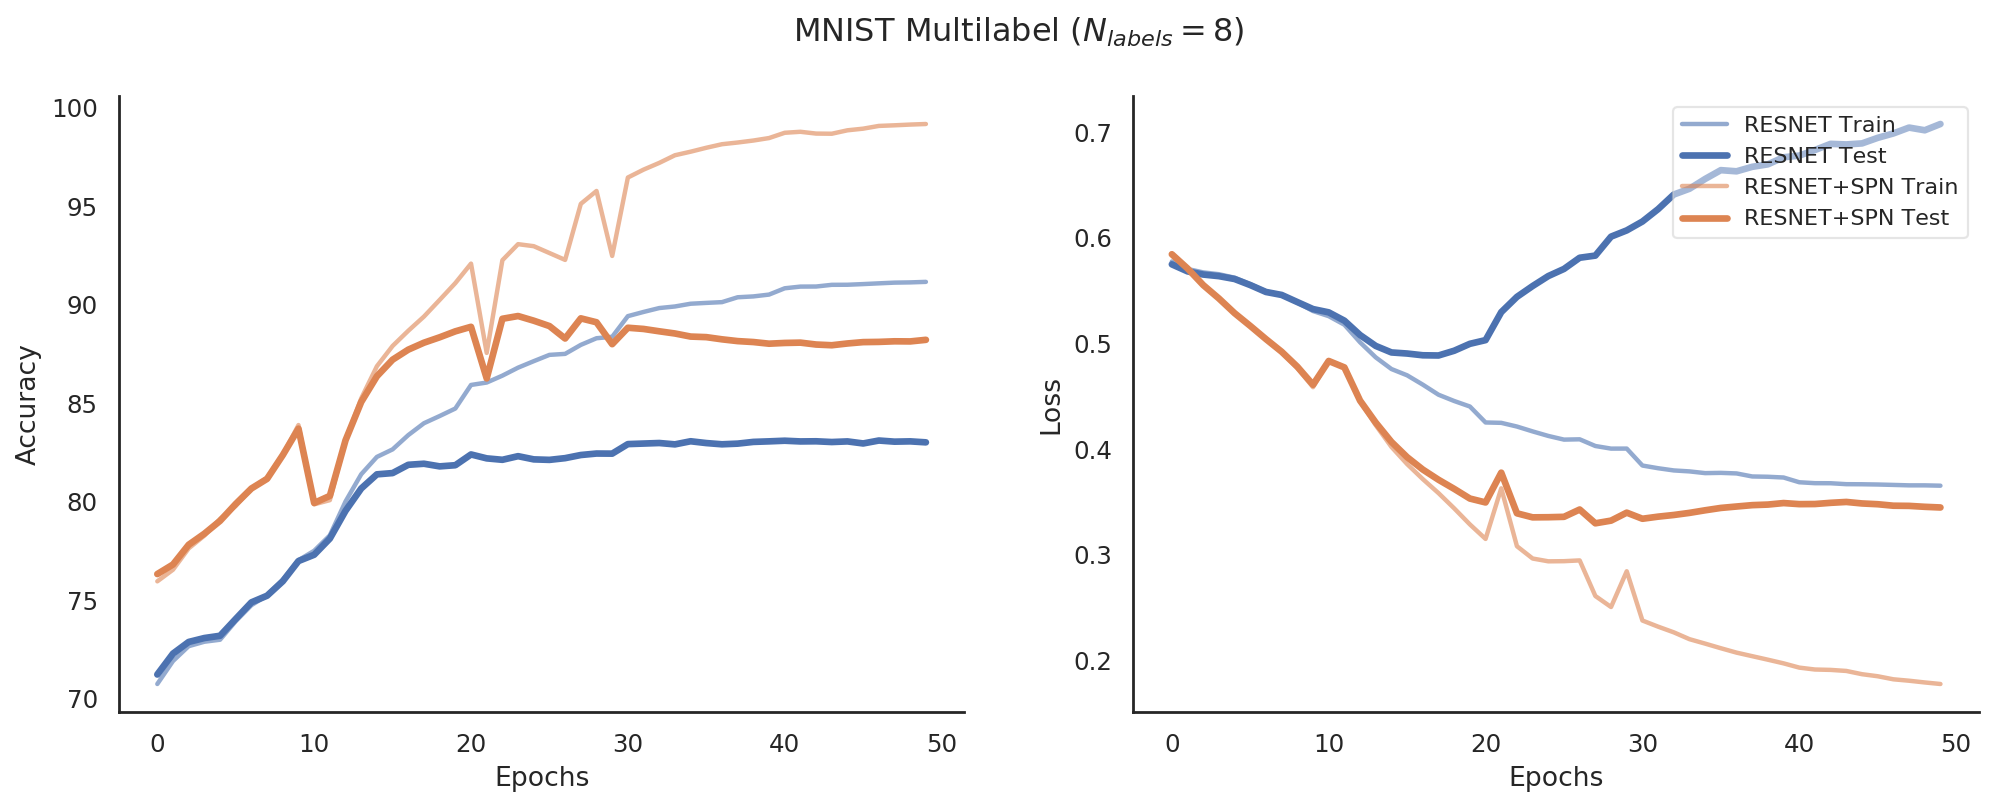 MNIST Multilabel (N_labels = 8)
100
95
90
85
80
75
70
Accuracy
0 10 20 30 40 50
Epochs
0.7
0.6
0.5
0.4
0.3
0.2
Loss
0 10 20 30 40 50
Epochs
RESNET Train
RESNET Test
RESNET+SPN Train
RESNET+SPN Test